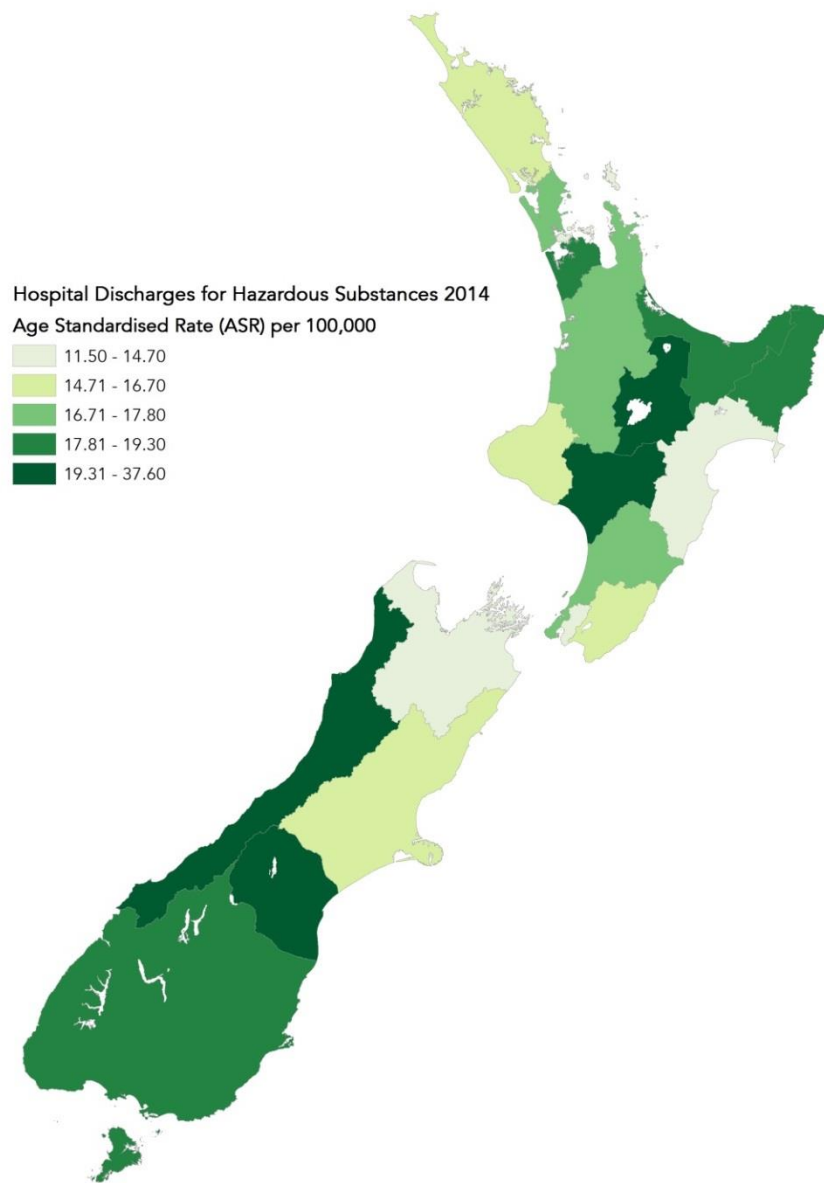 Hospital Discharges for Hazardous Substances 2014
Age Standardised Rate (ASR) per 100,000
11.50 - 14.70
14.71 - 16.70
16.71 - 17.80
17.81 - 19.30
19.31 - 37.60